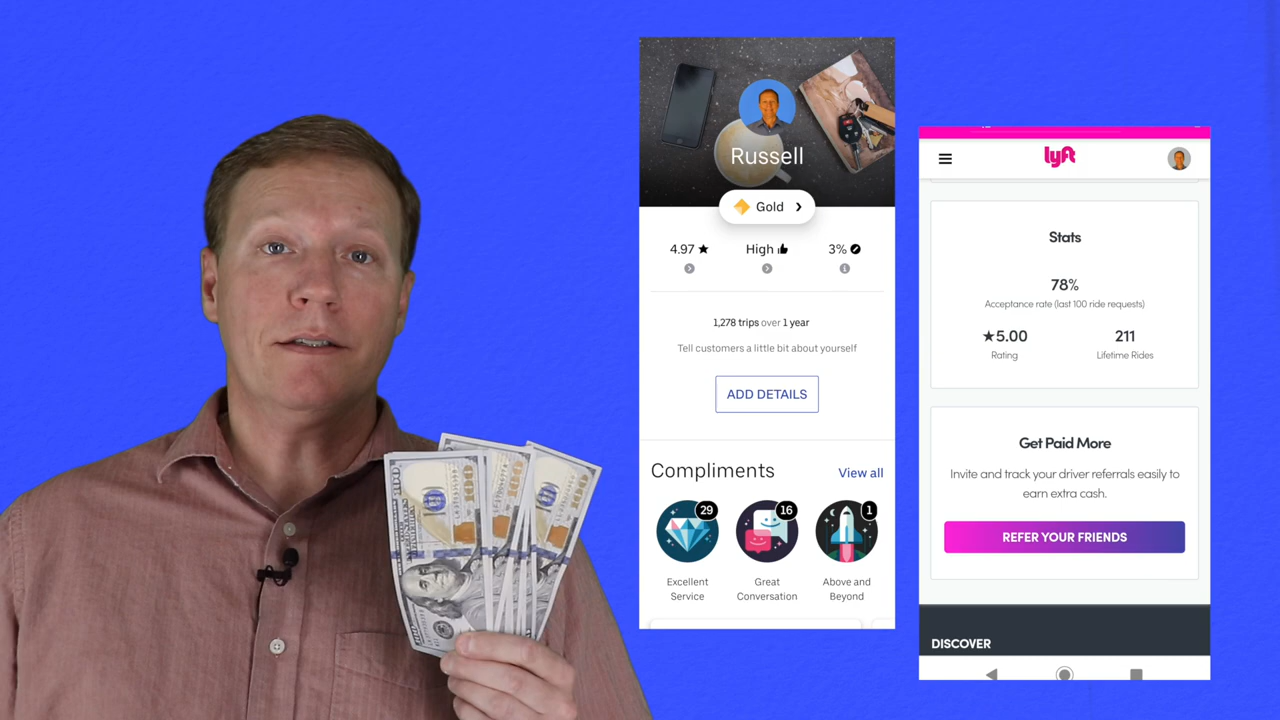 Russell
Gold
4.97
High
3%
1,278 trips over 1 year
Tell customers a little bit about yourself
ADD DETAILS
Compliments
View all
29
16
1
Excellent
Service
Great
Conversation
Above and
Beyond
lyft
Stats
78%
Acceptance rate (last 100 ride requests)
★5.00
211
Rating
Lifetime Rides
Get Paid More
Invite and track your driver referrals easily to
earn extra cash.
REFER YOUR FRIENDS
DISCOVER
100
100
100